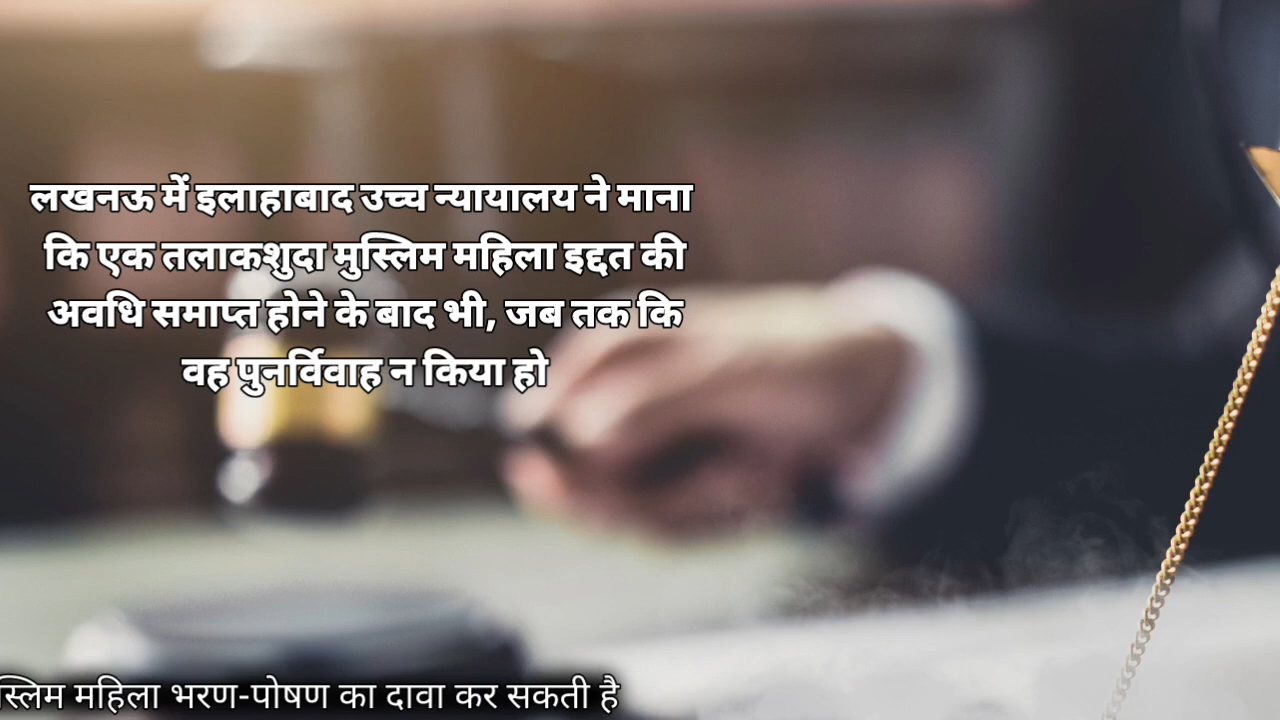 लखनऊ में इलाहाबाद उच्च न्यायालय ने माना
कि एक तलाकशुदा मुस्लिम महिला इद्दत की
अवधि समाप्त होने के बाद भी, जब तक कि
वह पुनर्विवाह न किया हो
महिला भरण-पोषण का दावा कर सकती है